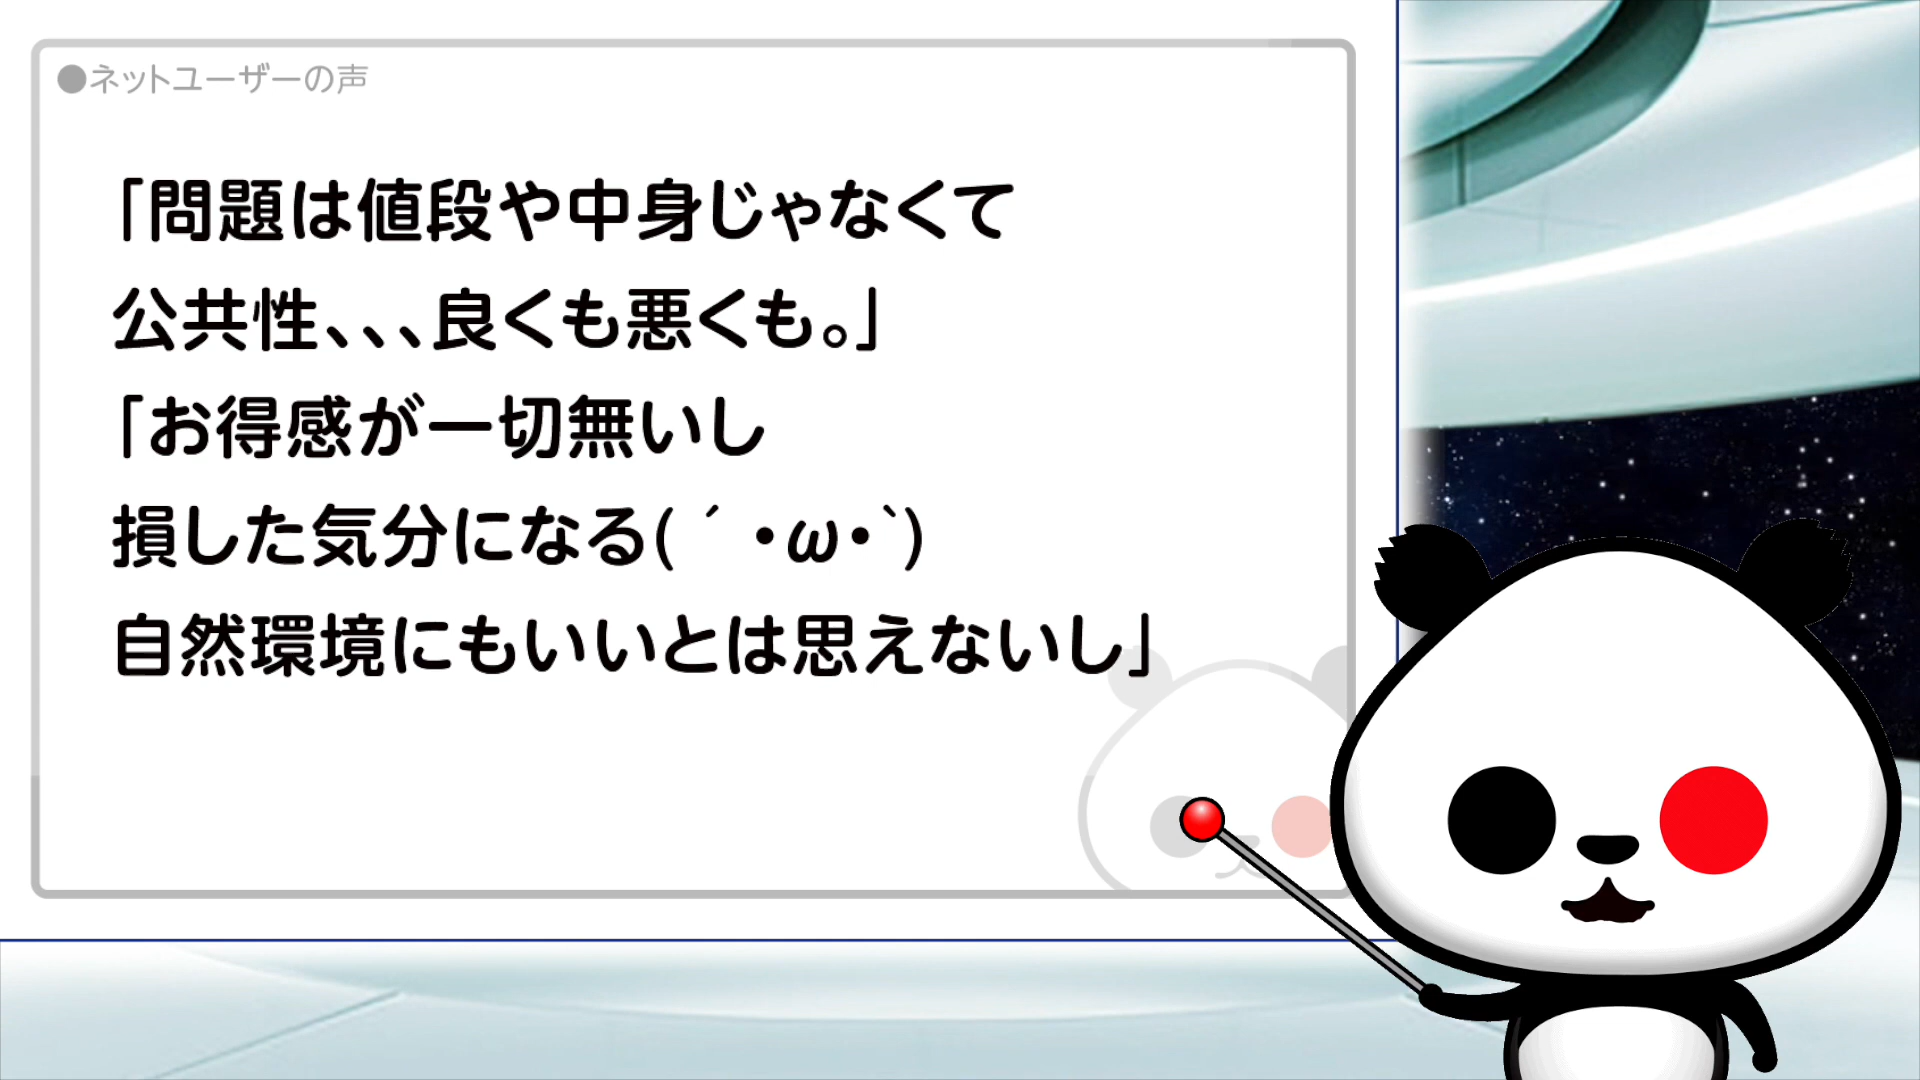 ●ネットユーザーの声
「問題は値段や中身じゃなくて
公共性､､､良くも悪くも。」
「お得感が一切無いし
損した気分になる( ´ ･ω･`)
自然環境にもいいとは思えないし」